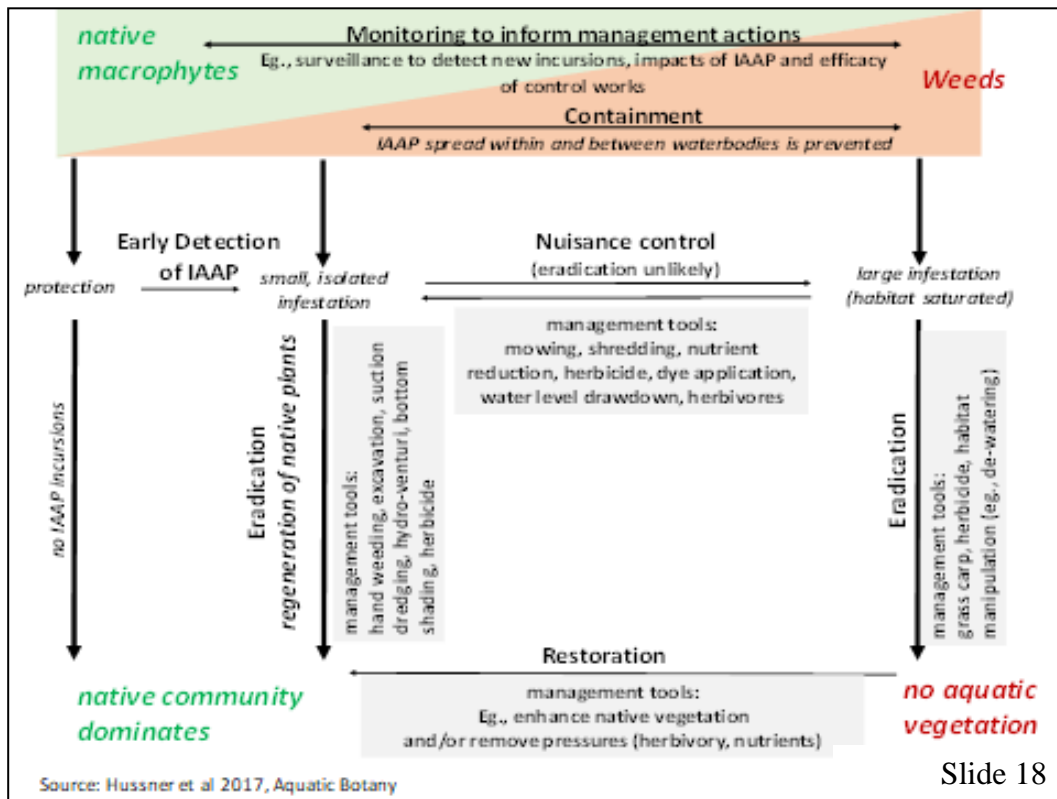 native
macrophytes
Monitoring to inform management actions
Eg., surveillance to detect new incursions, impacts of IAAP and efficacy
of control works
Weeds
Containment
IAAP spread within and between waterbodies is prevented
Early Detection
of IAAP
Nuisance control
(eradication unlikely)
protection
small, isolated
infestation
large infestation
(habitat saturated)
management tools:
mowing, shredding, nutrient
reduction, herbicide, dye application,
water level drawdown, herbivores
no IAAP incursions
Eradication
regeneration of native plants
management tools:
hand weeding, excavation, suction
dredging, hydro-venturi, bottom
shading, herbicide
Eradication
management tools:
grass carp, herbicide, habitat
manipulation (eg., de-watering)
Restoration
management tools:
Eg., enhance native vegetation
and/or remove pressures (herbivory, nutrients)
native community
dominates
no aquatic
vegetation
Source: Hussner et al 2017, Aquatic Botany
Slide 18